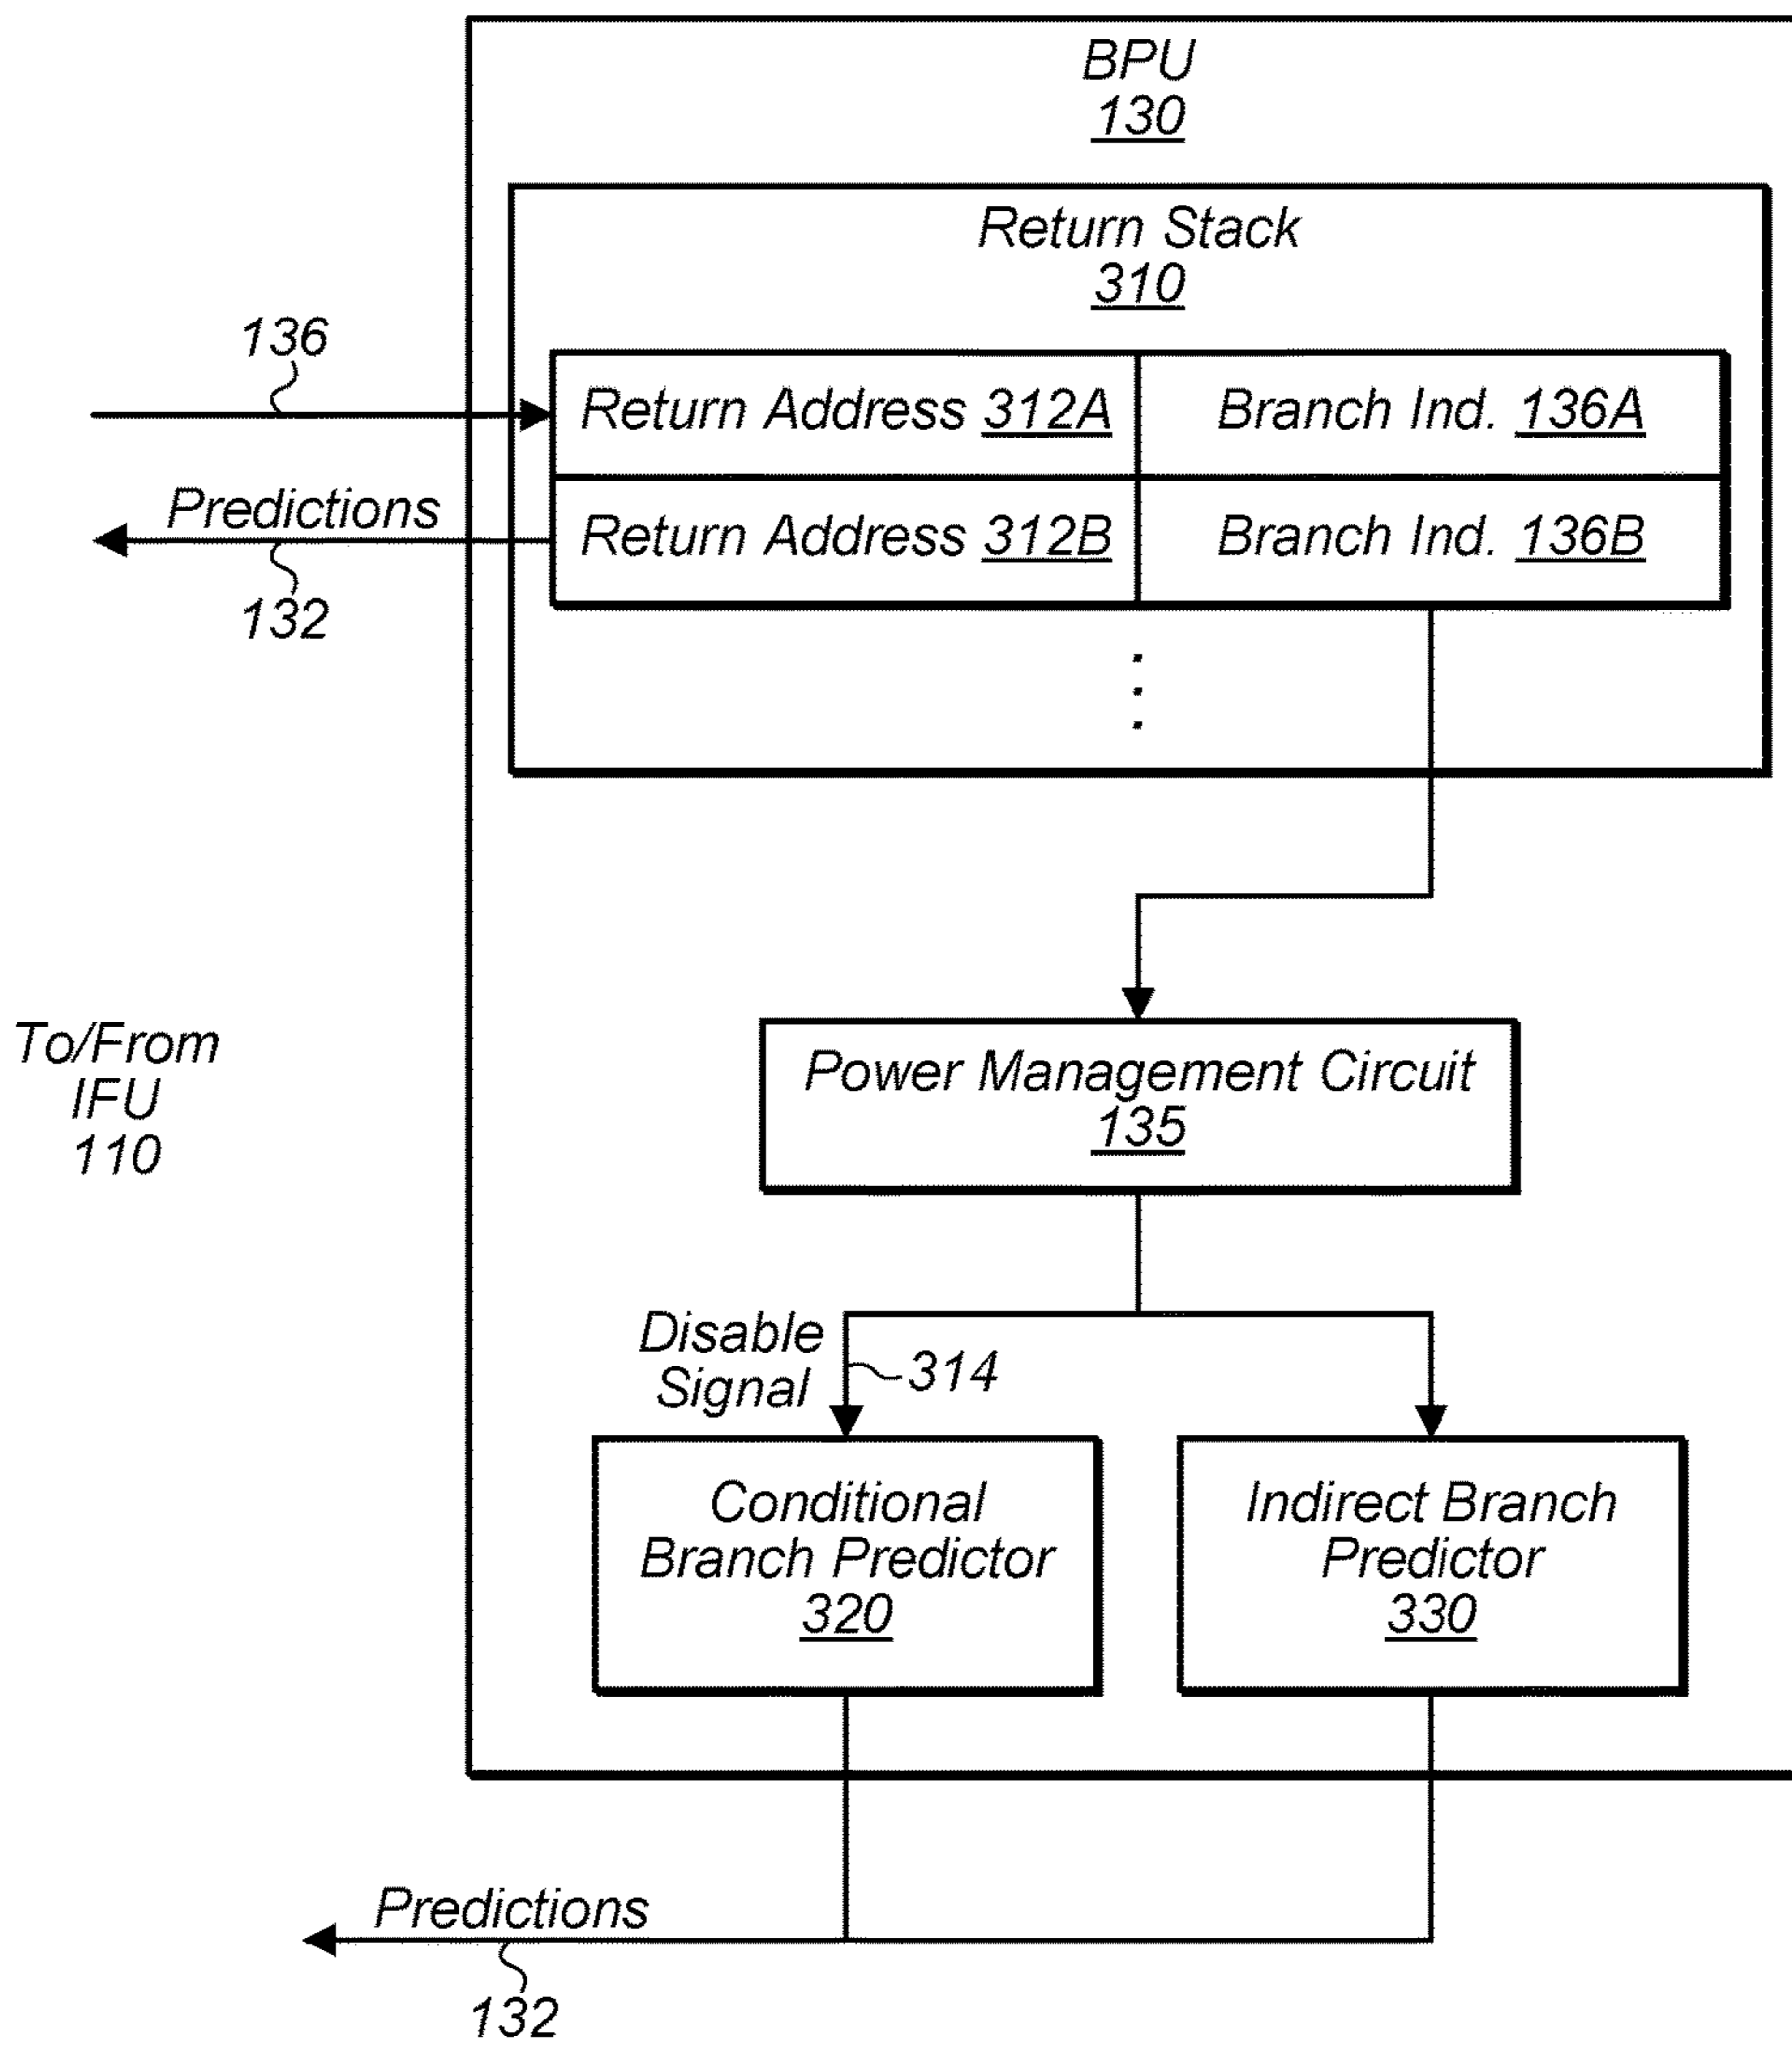 BPU
130
Return Stack
310
136
Return Address 312A
Branch Ind. 136A
Predictions
Return Address 312B
Branch Ind. 136B
132
To/From
IFU
110
Power Management Circuit
135
Disable
Signal
314
Conditional
Branch Predictor
320
Indirect Branch
Predictor
330
Predictions
132